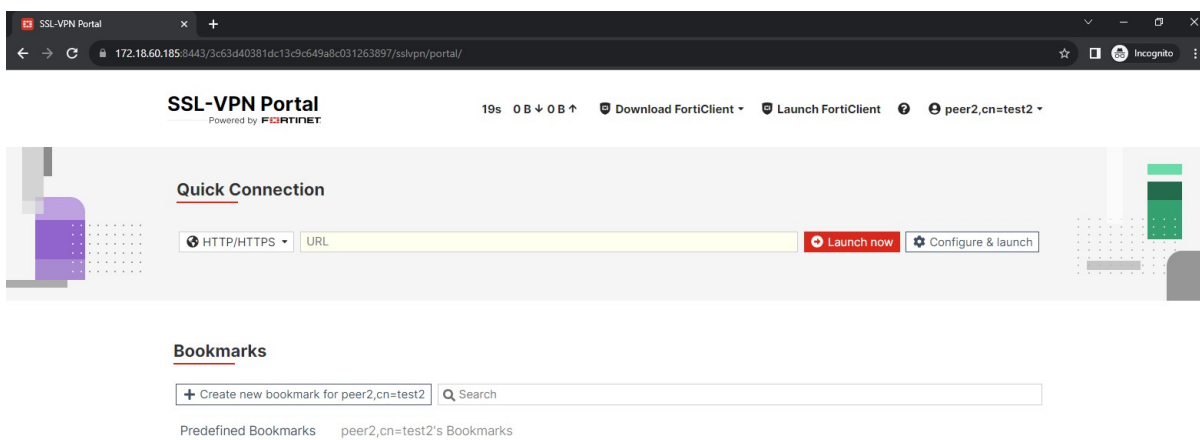 SSL-VPN Portal
172.18.60.185:8443/3c63d40381dc13c9c649a8c031263897/sslvpn/portal/
Incognito
SSL-VPN Portal
Powered by FORTINET
19s 0 B 0 B Download FortiClient Launch FortiClient peer2,cn=test2
Quick Connection
HTTP/HTTPS URL Launch now Configure & launch
Bookmarks
Create new bookmark for peer2,cn=test2 Search
Predefined Bookmarks peer2,cn=test2's Bookmarks